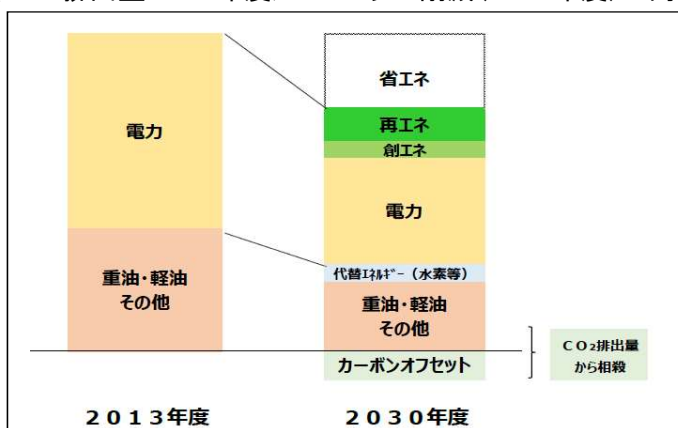 省エネ
再エネ
創エネ
電力
電力
代替ｴﾈﾙｷﾞｰ（水素等）
重油・軽油
その他
重油・軽油
その他
カーボンオフセット
ＣＯ₂排出量
から相殺
２０１３年度
２０３０年度